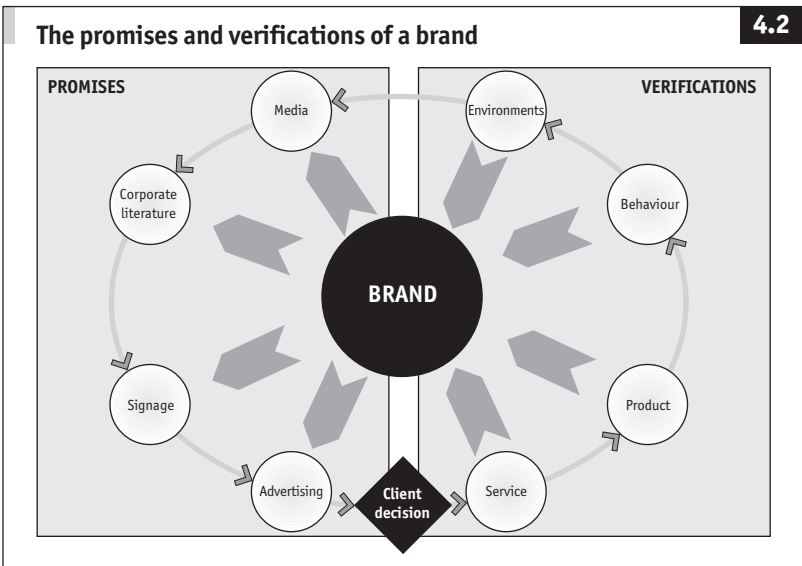 The promises and verifications of a brand
4.2
PROMISES
VERIFICATIONS
Media
Environments
Corporate
literature
Behaviour
BRAND
Signage
Product
Advertising
Client
decision
Service